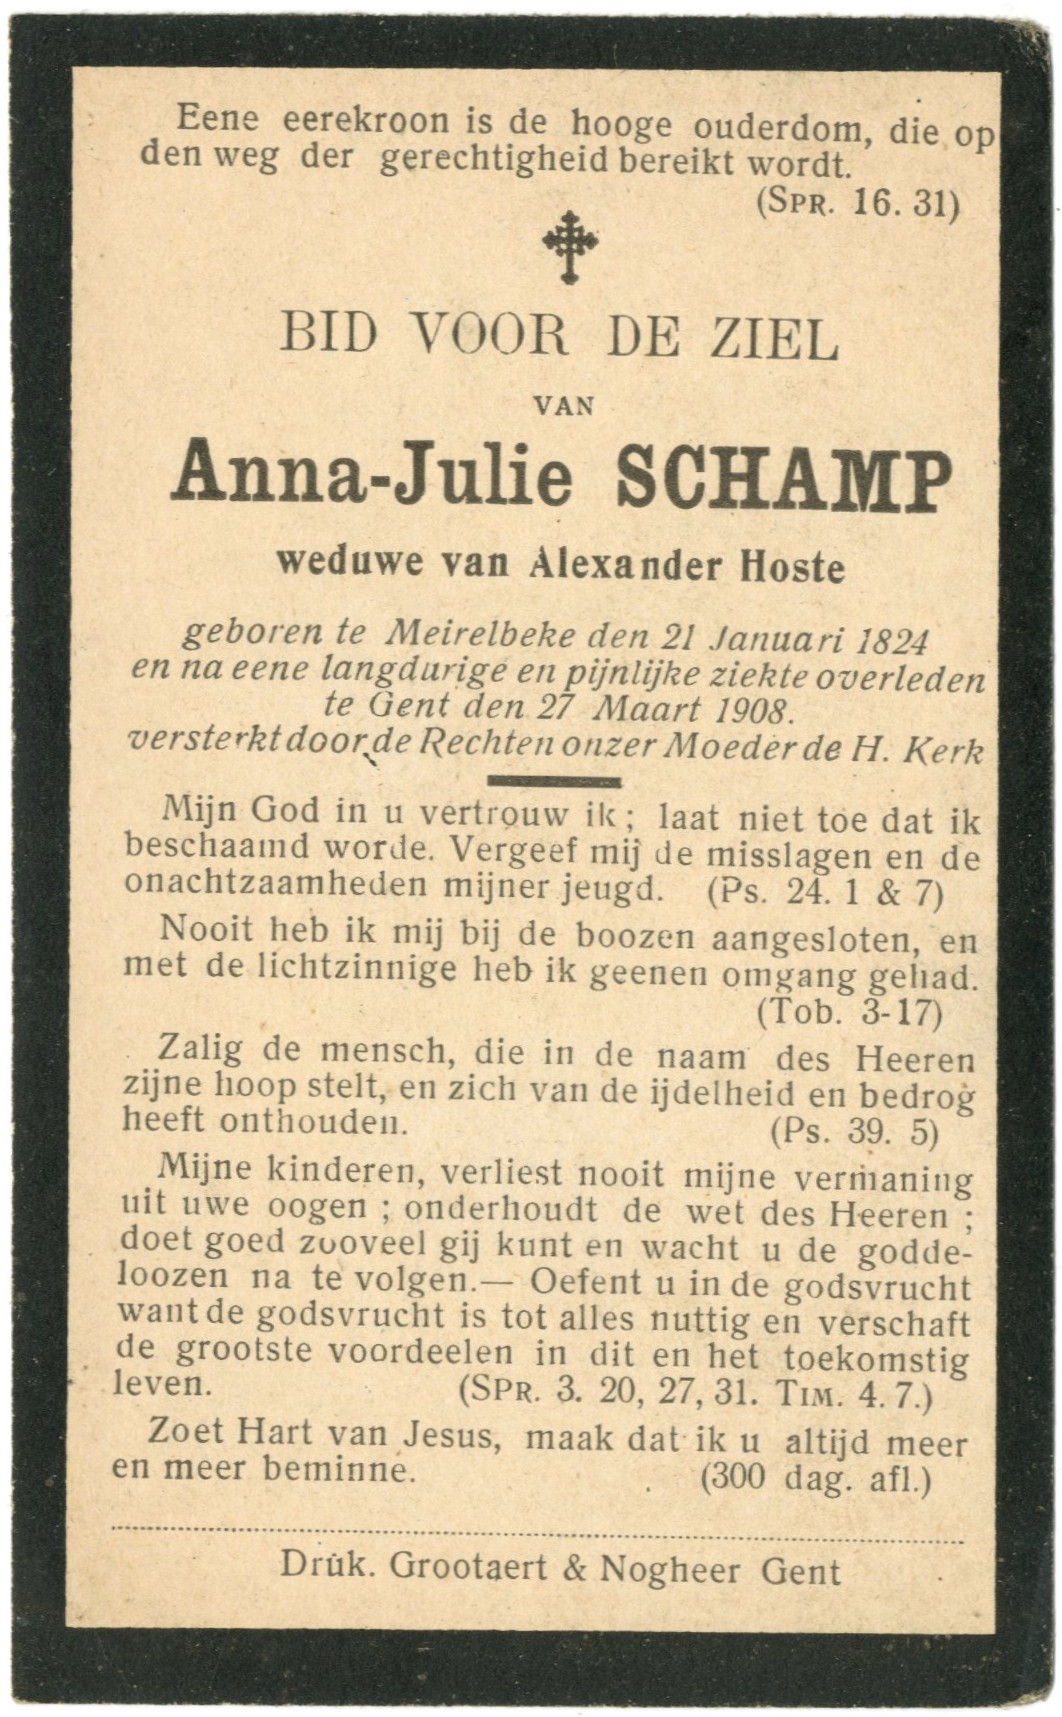 Eene eerekroon is de hooge ouderdom, die op
den weg der gerechtigheid bereikt wordt.
(SPR. 16. 31)
BID VOOR DE ZIEL
VAN
Anna-Julie SCHAMP
weduwe van Alexander Hoste
geboren te Meirelbeke den 21 Januari 1824
en na eene langdurige en pijnlijke ziekte overleden
te Gent den 27 Maart 1908.
versterkt door de Rechten onzer Moeder de H. Kerk
Mijn God in u vertrouw ik; laat niet toe dat ik
beschaamd worde. Vergeef mij de misslagen en de
onachtzaamheden mijner jeugd. (Ps. 24. 1 & 7)
Nooit heb ik mij bij de boozen aangesloten, en
met de lichtzinnige heb ik geenen omgang gehad.
(Tob. 3-17)
Zalig de mensch, die in de naam des Heeren
zijne hoop stelt, en zich van de ijdelheid en bedrog
heeft onthouden. (Ps. 39. 5)
Mijne kinderen, verliest nooit mijne vermaning
uit uwe oogen ; onderhoudt de wet des Heeren ;
doet goed zooveel gij kunt en wacht u de godde-
loozen na te volgen.— Oefent u in de godsvrucht
want de godsvrucht is tot alles nuttig en verschaft
de grootste voordeelen in dit en het toekomstig
leven. (SPR. 3. 20, 27, 31. TIM. 4. 7.)
Zoet Hart van Jesus, maak dat ik u altijd meer
en meer beminne. (300 dag. afl.)
Druk. Grootaert & Nogheer Gent